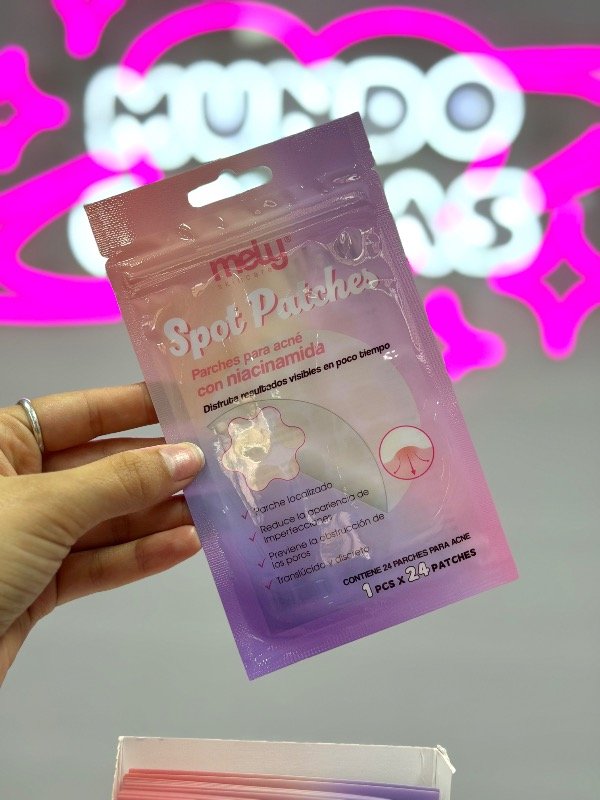 MUNDO
mely®
SKINCARE
Spot Patches
Parches para acné
con niacinamida
Disfruta resultados visibles en poco tiempo
Parche localizado
Reduce la apariencia de
imperfecciones
Previene la obstrucción de
los poros
Translúcido y discreto
CONTIENE 24 PARCHES PARA ACNE
1 PCS X 24 PATCHES